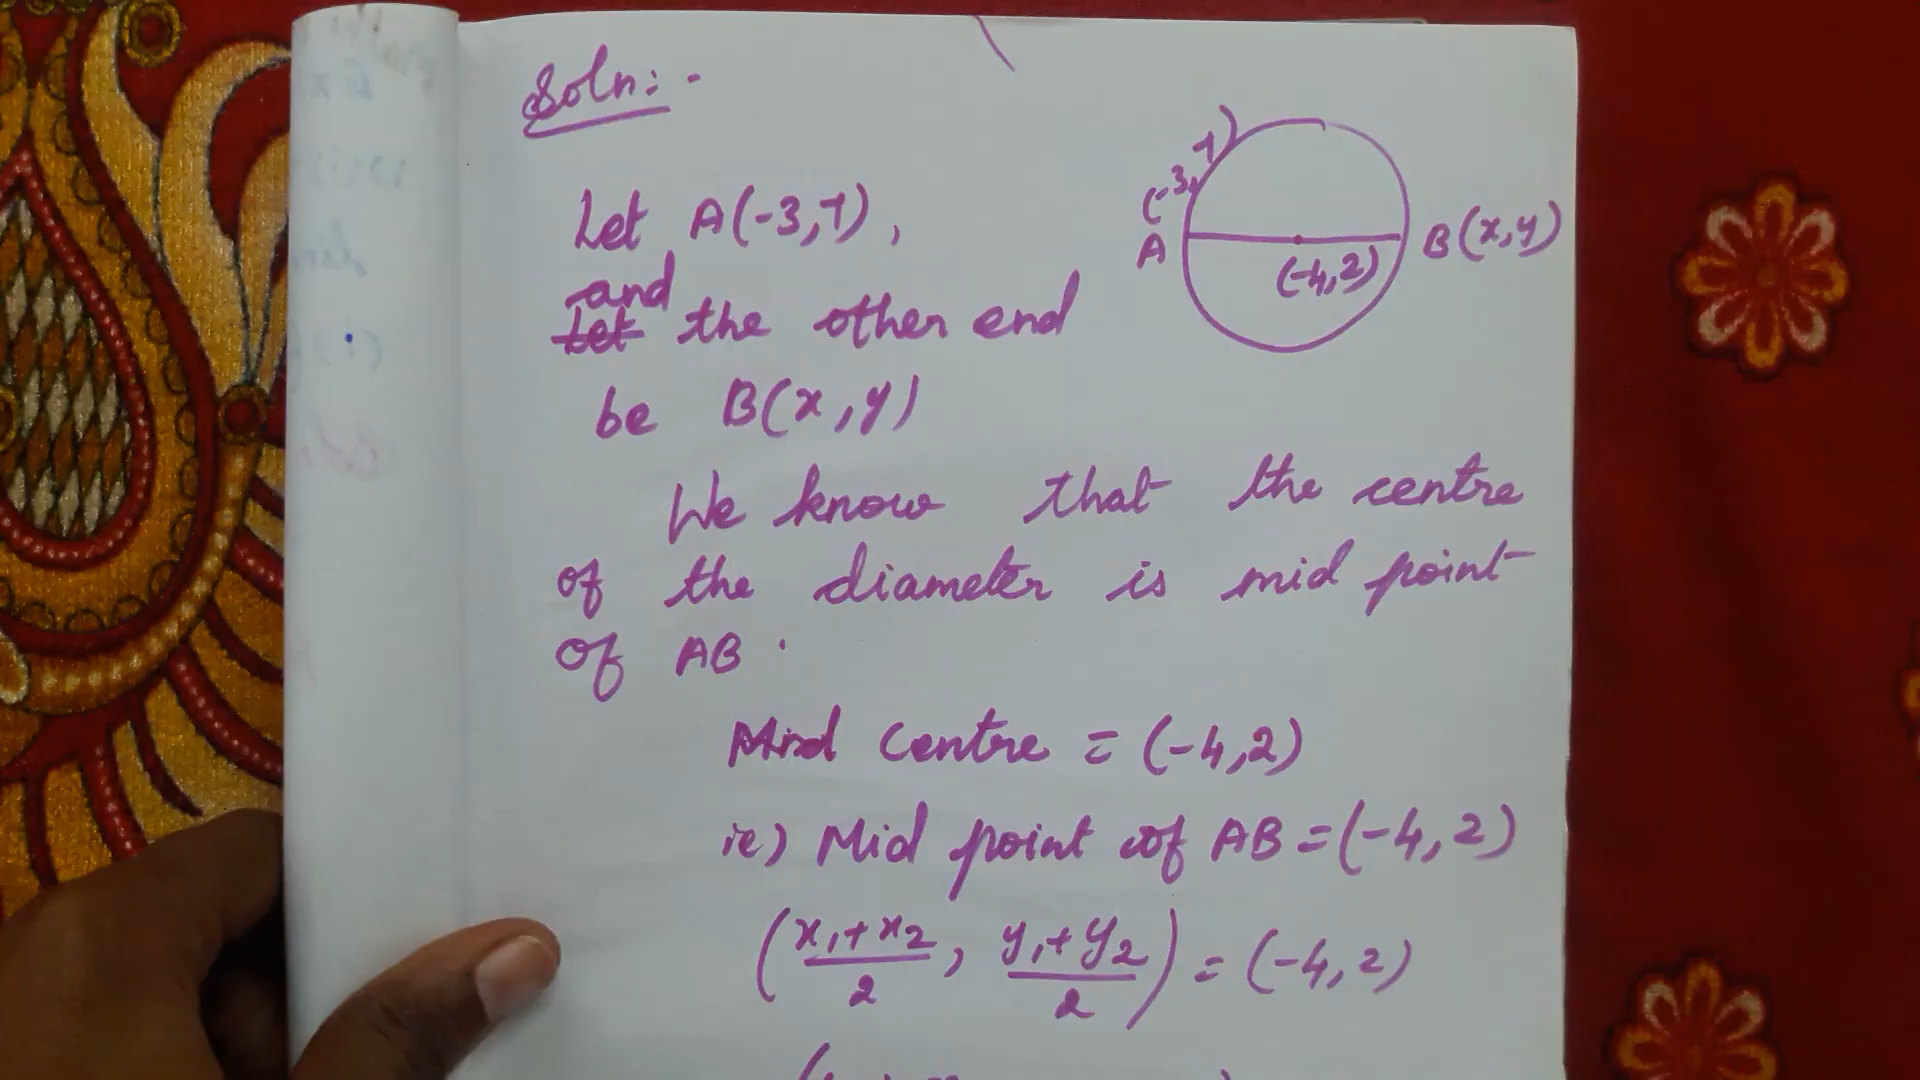 Soln:-
Let A(-3,7),
and
Let the other end
be B(x,y)
(-3,7)
A
B(x,y)
(-4,2)
We know that the centre
of the diameter is mid point
of AB.
Mid centre = (-4,2)
ie) Mid point of AB = (-4,2)
(x₁+x₂/2, y₁+y₂/2) = (-4,2)